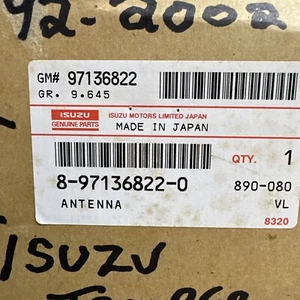 92-2002
GM# 97136822
GR. 9.645
ISUZU
GENUINE PARTS
ISUZU MOTORS LIMITED JAPAN
MADE IN JAPAN
QTY. 1
8-97136822-0
890-080
ANTENNA
VL
8320
ISUZU